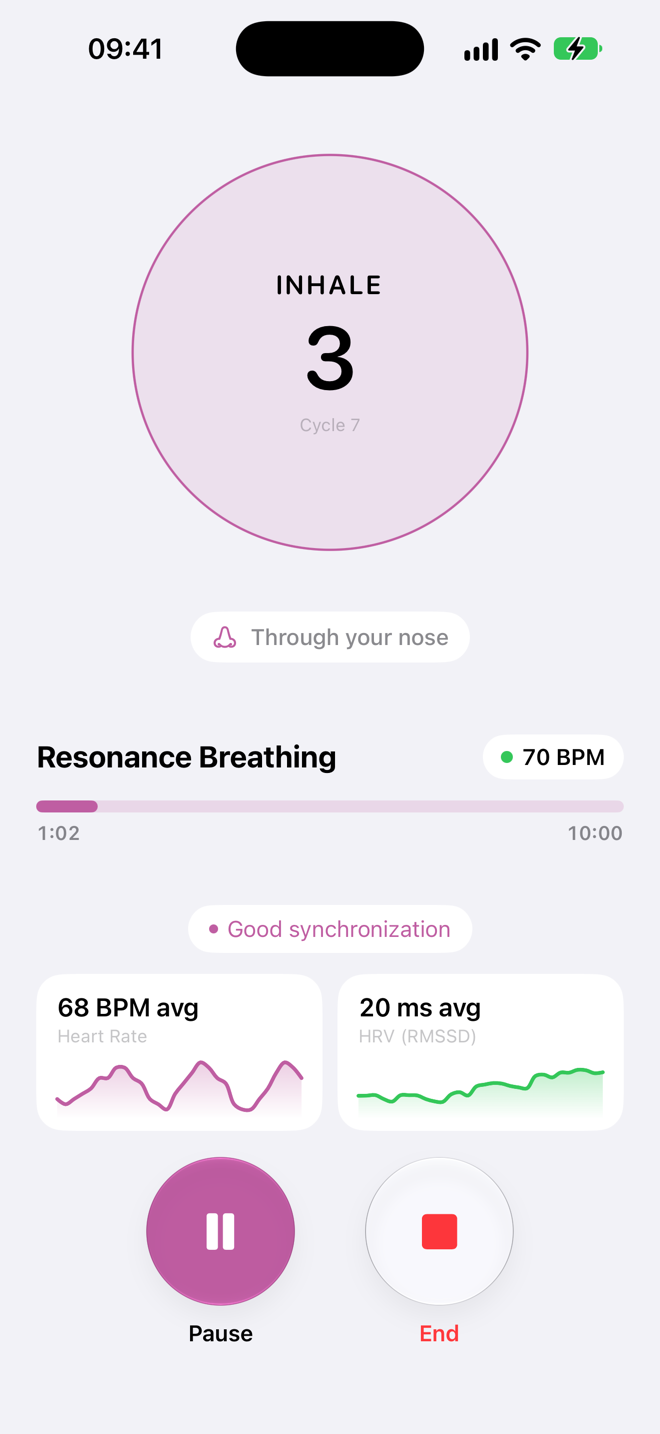 09:41
INHALE
3
Cycle 7
Through your nose
Resonance Breathing
70 BPM
1:02
10:00
Good synchronization
68 BPM avg
Heart Rate
20 ms avg
HRV (RMSSD)
Pause
End